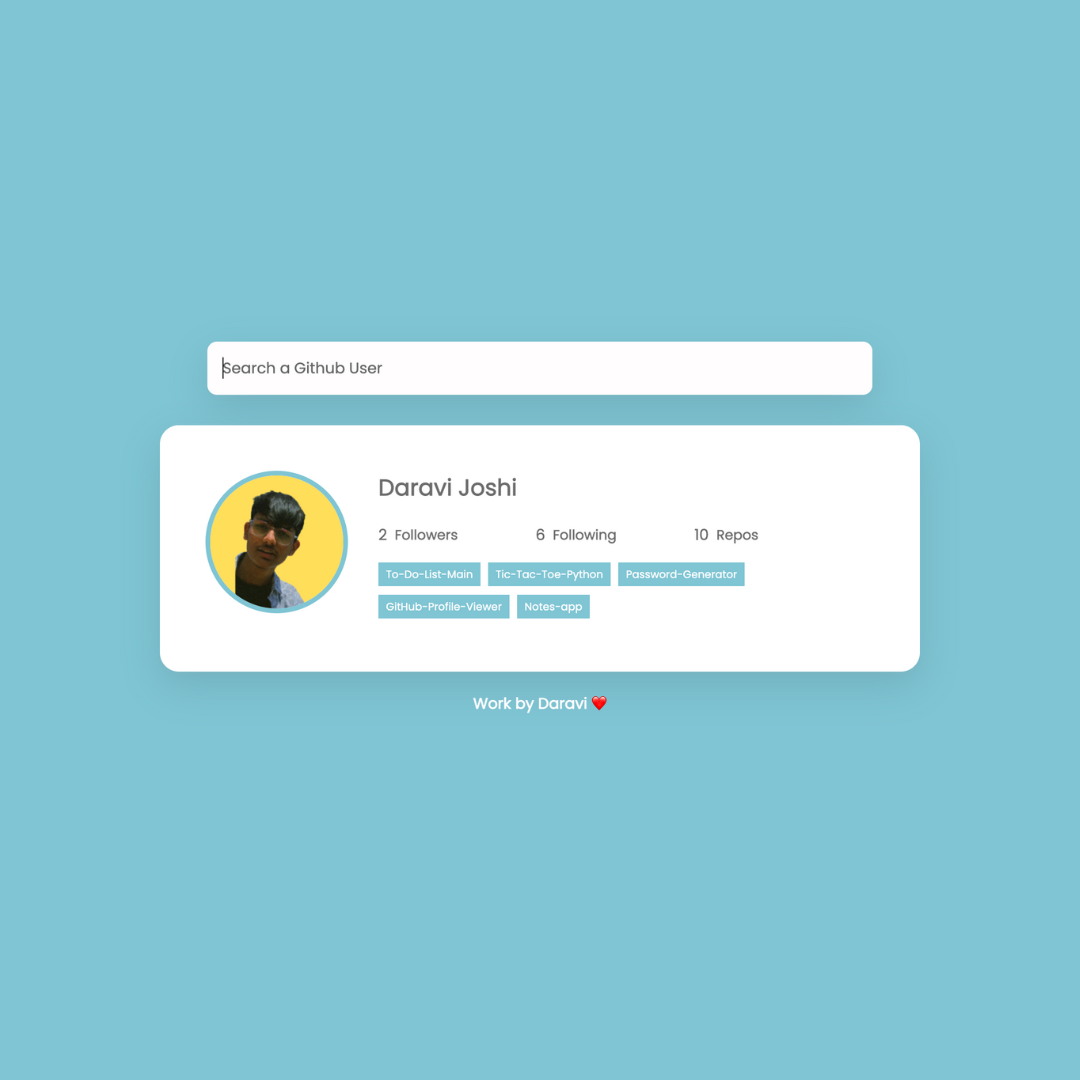 Search a Github User
Daravi Joshi
2 Followers 6 Following 10 Repos
To-Do-List-Main Tic-Tac-Toe-Python Password-Generator
GitHub-Profile-Viewer Notes-app
Work by Daravi ❤️